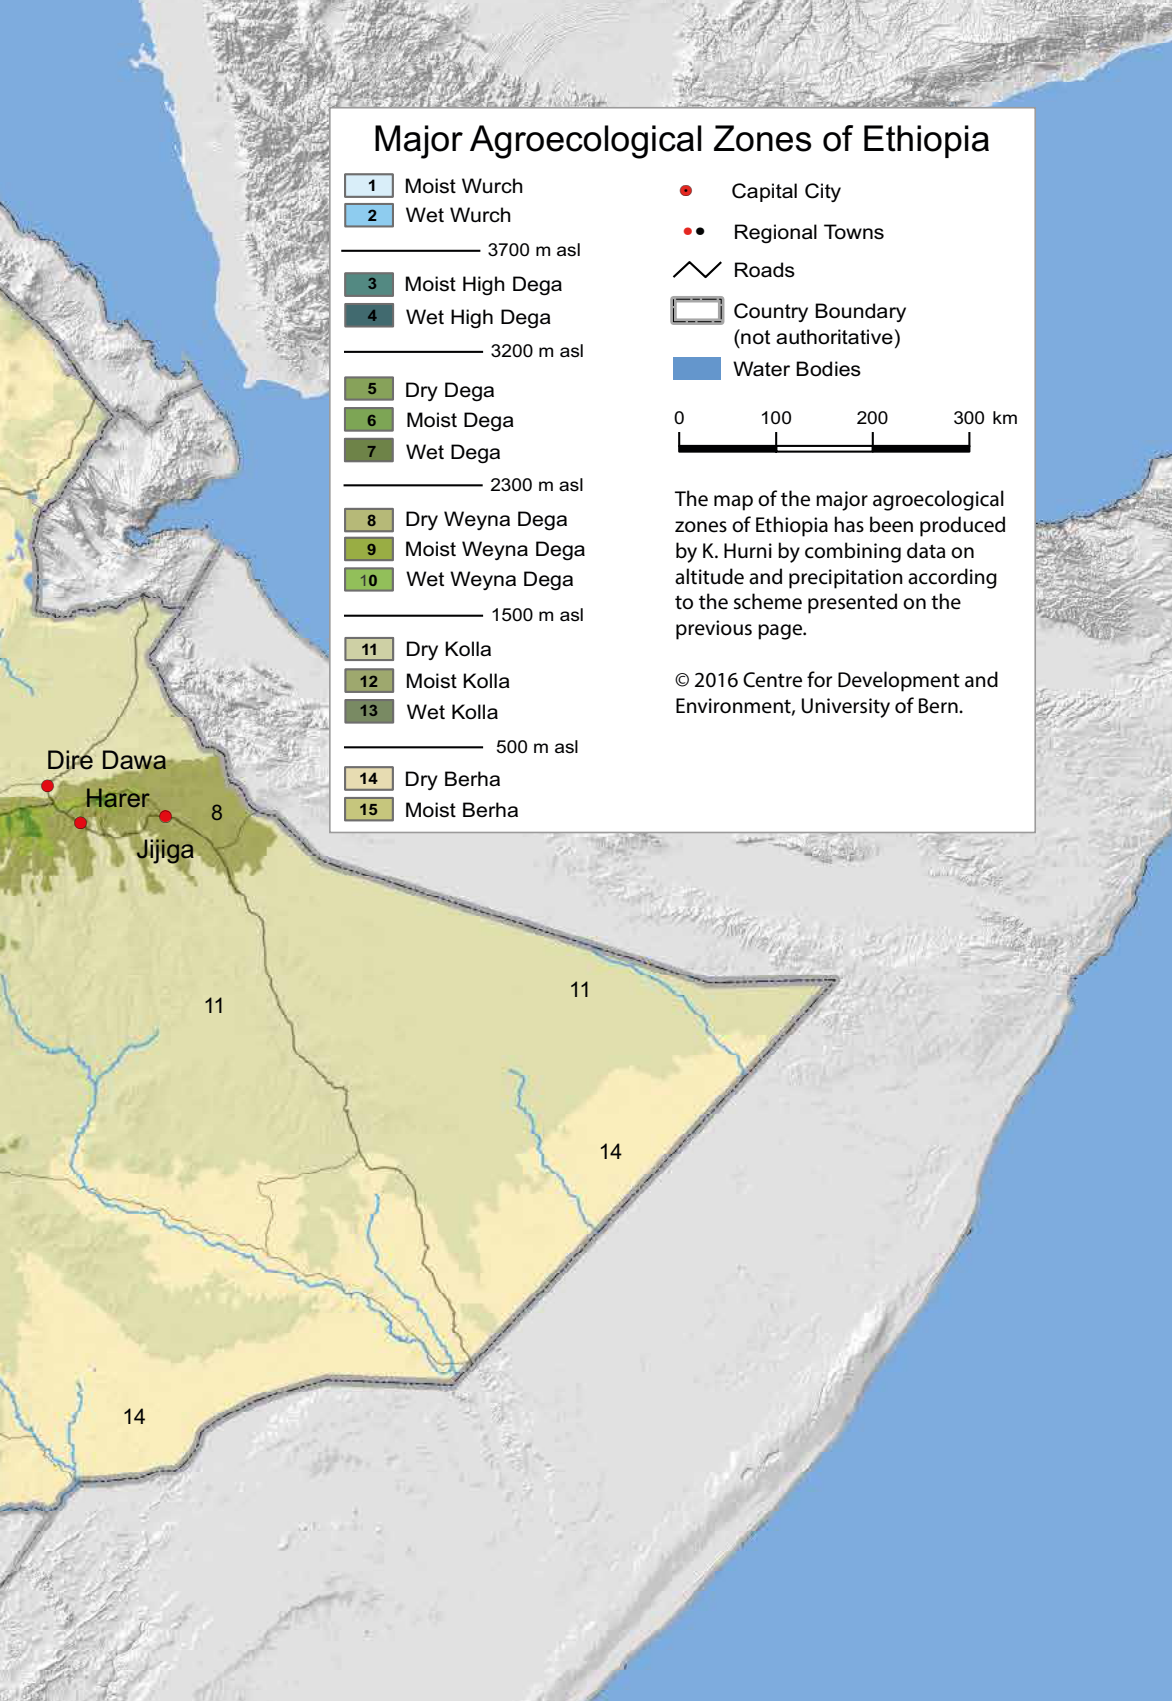 Major Agroecological Zones of Ethiopia
1 Moist Wurch
2 Wet Wurch
3700 m asl
3 Moist High Dega
4 Wet High Dega
3200 m asl
5 Dry Dega
6 Moist Dega
7 Wet Dega
2300 m asl
8 Dry Weyna Dega
9 Moist Weyna Dega
10 Wet Weyna Dega
1500 m asl
11 Dry Kolla
12 Moist Kolla
13 Wet Kolla
500 m asl
14 Dry Berha
15 Moist Berha
Capital City
Regional Towns
Roads
Country Boundary
(not authoritative)
Water Bodies
0 100 200 300 km
The map of the major agroecological
zones of Ethiopia has been produced
by K. Hurni by combining data on
altitude and precipitation according
to the scheme presented on the
previous page.
© 2016 Centre for Development and
Environment, University of Bern.
Dire Dawa
Harer
8
Jijiga
11
11
14
14